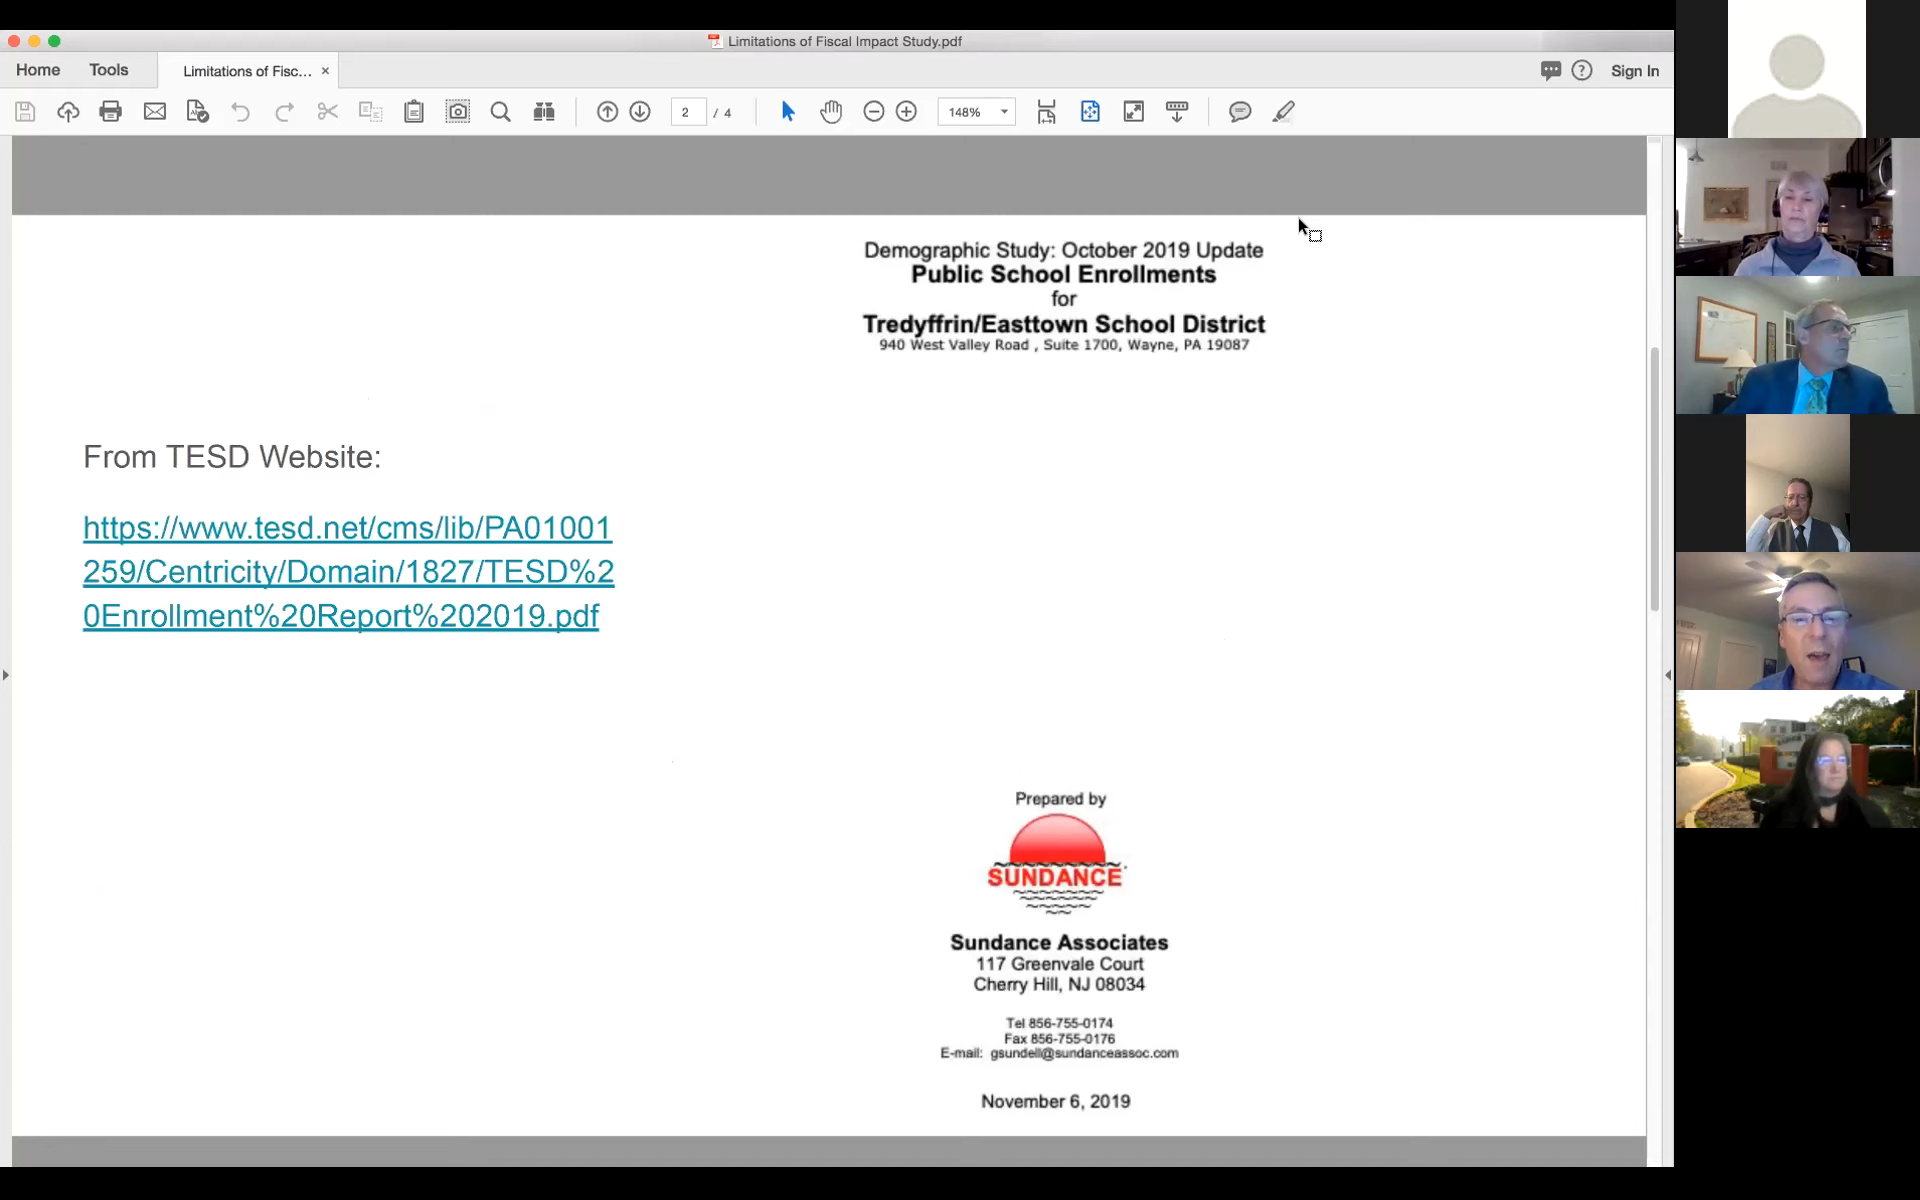 Limitations of Fiscal Impact Study.pdf
Home
Tools
Limitations of Fisc...
×
Sign In
2 / 4
148%
Demographic Study: October 2019 Update
Public School Enrollments
for
Tredyffrin/Easttown School District
940 West Valley Road , Suite 1700, Wayne, PA 19087
From TESD Website:
https://www.tesd.net/cms/lib/PA01001
259/Centricity/Domain/1827/TESD%2
0Enrollment%20Report%202019.pdf
Prepared by
SUNDANCE
Sundance Associates
117 Greenvale Court
Cherry Hill, NJ 08034
Tel 856-755-0174
Fax 856-755-0176
E-mail: gsundell@sundanceassoc.com
November 6, 2019